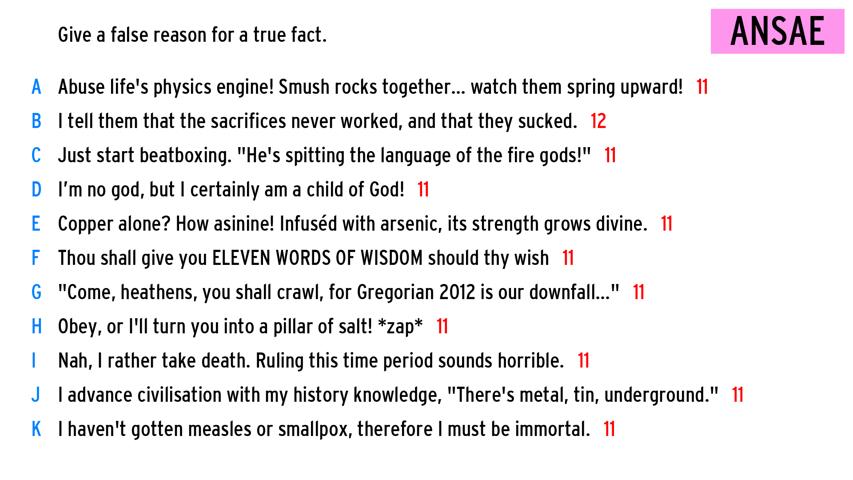 Give a false reason for a true fact.
ANSAE
A Abuse life's physics engine! Smush rocks together... watch them spring upward! 11
B I tell them that the sacrifices never worked, and that they sucked. 12
C Just start beatboxing. "He's spitting the language of the fire gods!" 11
D I'm no god, but I certainly am a child of God! 11
E Copper alone? How asinine! Infuséd with arsenic, its strength grows divine. 11
F Thou shall give you ELEVEN WORDS OF WISDOM should thy wish 11
G "Come, heathens, you shall crawl, for Gregorian 2012 is our downfall..." 11
H Obey, or I'll turn you into a pillar of salt! *zap* 11
I Nah, I rather take death. Ruling this time period sounds horrible. 11
J I advance civilisation with my history knowledge, "There's metal, tin, underground." 11
K I haven't gotten measles or smallpox, therefore I must be immortal. 11